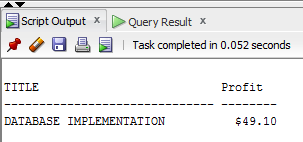 Script Output x Query Result x
Task completed in 0.052 seconds
TITLE Profit
------------------------------ --------
DATABASE IMPLEMENTATION $49.10